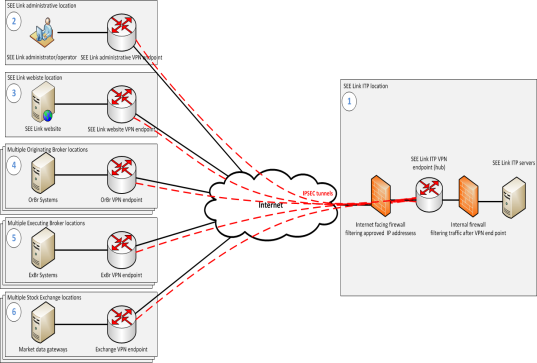 SEE Link administrative location
2
SEE Link administrator/operator
SEE Link administrative VPN endpoint
SEE Link webiste location
3
SEE Link website
SEE Link website VPN endpoint
Multiple Originating Broker locations
4
OrBr Systems
OrBr VPN endpoint
Multiple Executing Broker locations
5
ExBr Systems
ExBr VPN endpoint
Multiple Stock Exchange locations
6
Market data gateways
Exchange VPN endpoint
Internet
IPSEC tunnels
SEE Link ITP location
1
SEE Link ITP VPN
endpoint (hub)
SEE Link ITP servers
Internet facing firewall
filtering approved IP addresses
Internal firewall
filtering traffic after VPN end point